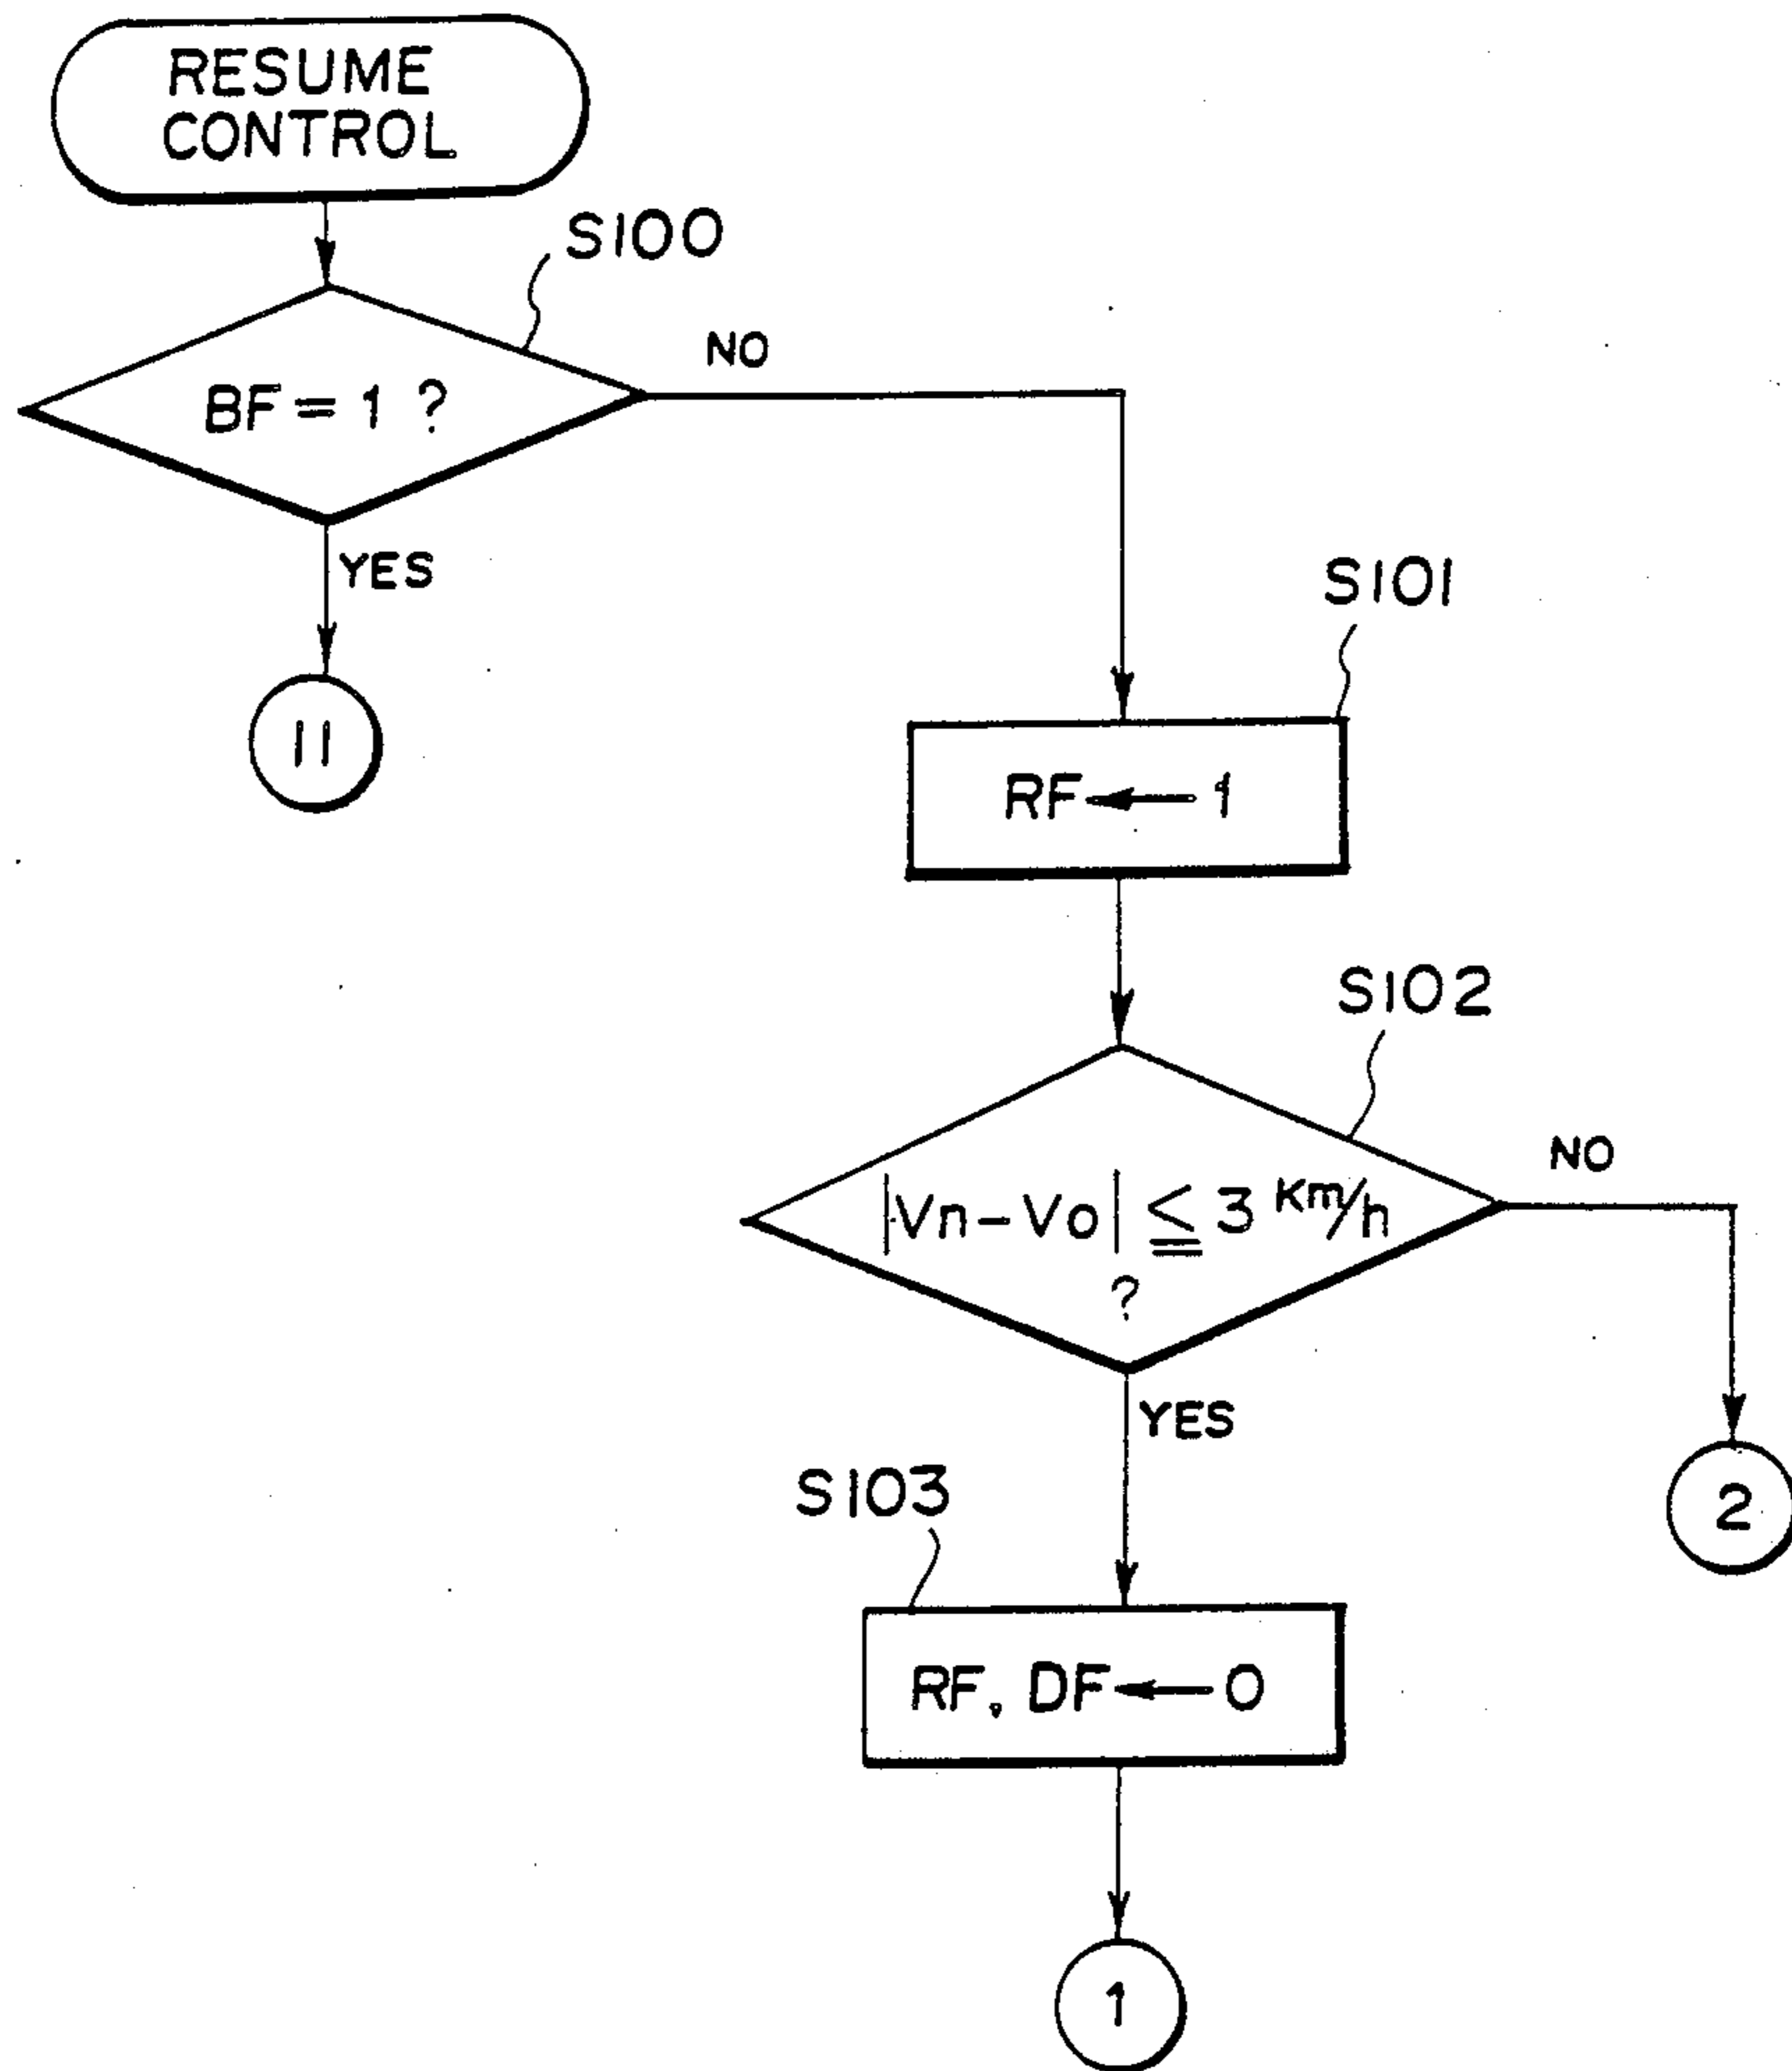 RESUME
CONTROL
S100
BF = 1 ?
NO
YES
11
S101
RF ← 1
S102
|Vn-Vo| ≦ 3 Km/h
?
NO
YES
2
S103
RF, DF ← 0
1